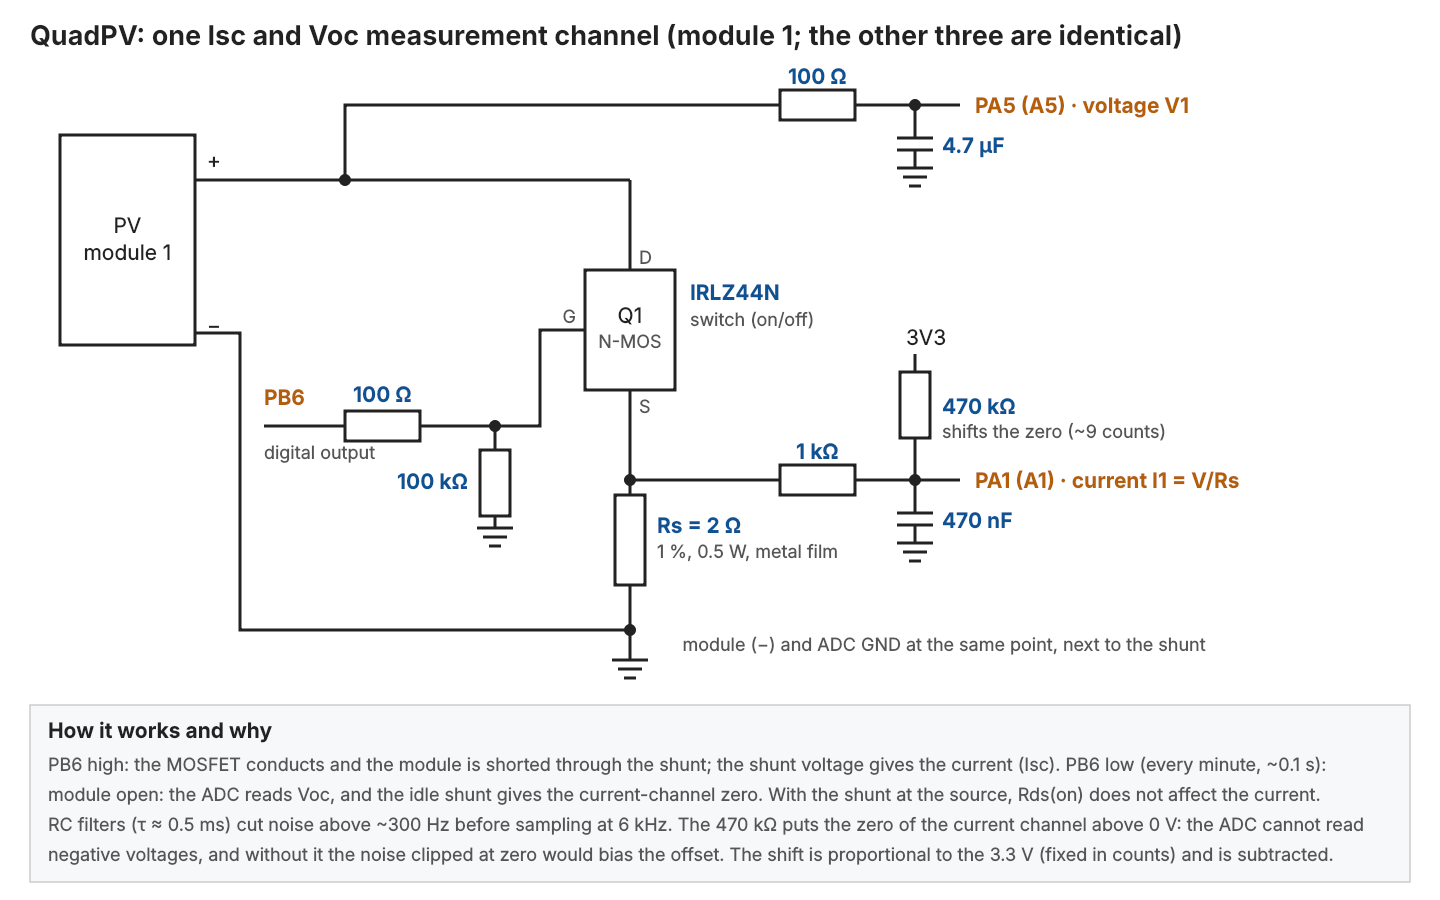 QuadPV: one Isc and Voc measurement channel (module 1; the other three are identical)
100 Ω
PA5 (A5) · voltage V1
4.7 µF
+
PV
module 1
−
D
IRLZ44N
switch (on/off)
G
Q1
N-MOS
S
3V3
470 kΩ
shifts the zero (~9 counts)
PB6
100 Ω
digital output
100 kΩ
1 kΩ
PA1 (A1) · current I1 = V/Rs
470 nF
Rs = 2 Ω
1 %, 0.5 W, metal film
module (−) and ADC GND at the same point, next to the shunt
How it works and why
PB6 high: the MOSFET conducts and the module is shorted through the shunt; the shunt voltage gives the current (Isc). PB6 low (every minute, ~0.1 s):
module open: the ADC reads Voc, and the idle shunt gives the current-channel zero. With the shunt at the source, Rds(on) does not affect the current.
RC filters (τ ≈ 0.5 ms) cut noise above ~300 Hz before sampling at 6 kHz. The 470 kΩ puts the zero of the current channel above 0 V: the ADC cannot read
negative voltages, and without it the noise clipped at zero would bias the offset. The shift is proportional to the 3.3 V (fixed in counts) and is subtracted.